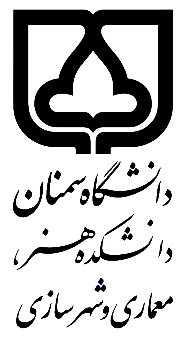 دانشگاه سمنان
دانشکده هنر،
معماری و شهرسازی